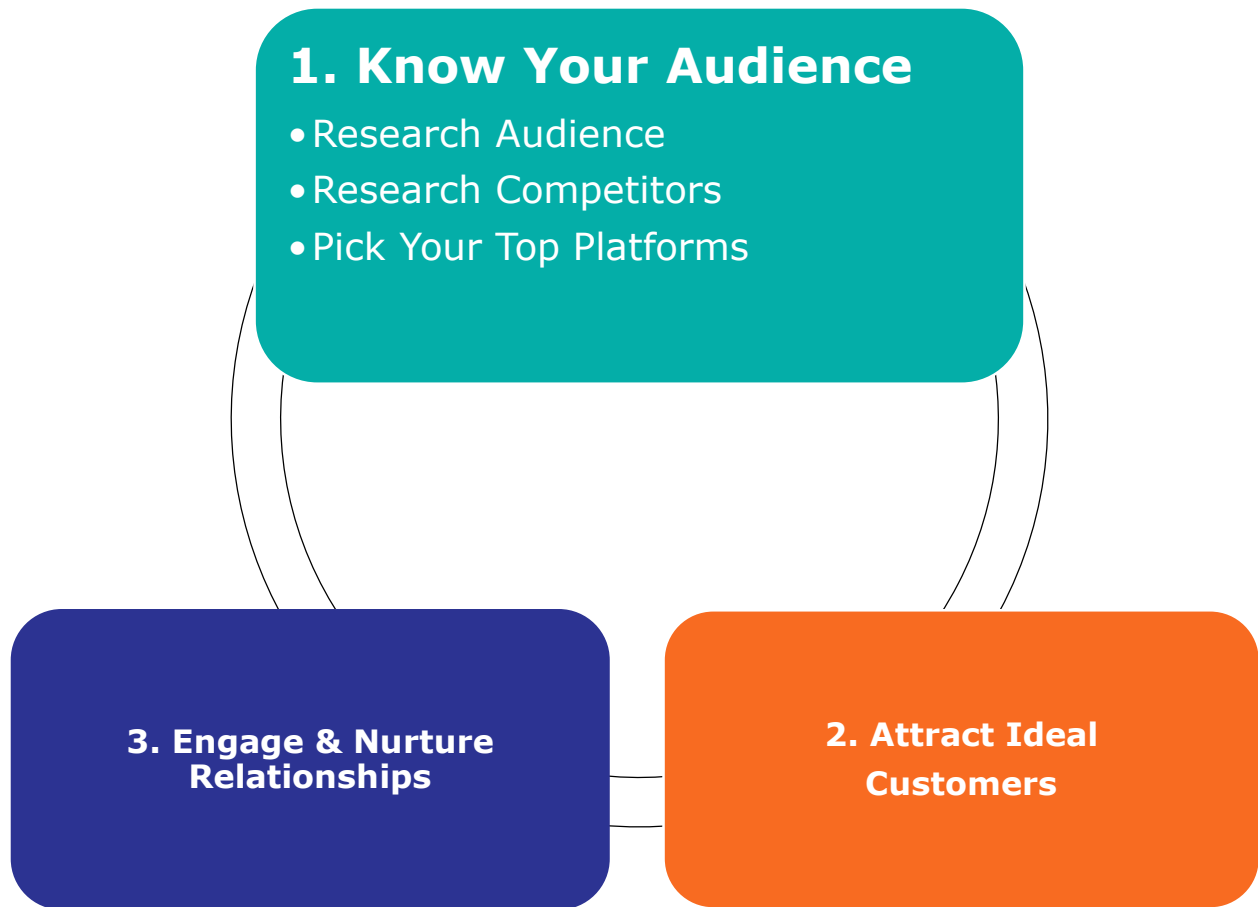 1. Know Your Audience
•Research Audience
•Research Competitors
•Pick Your Top Platforms
3. Engage & Nurture
Relationships
2. Attract Ideal
Customers